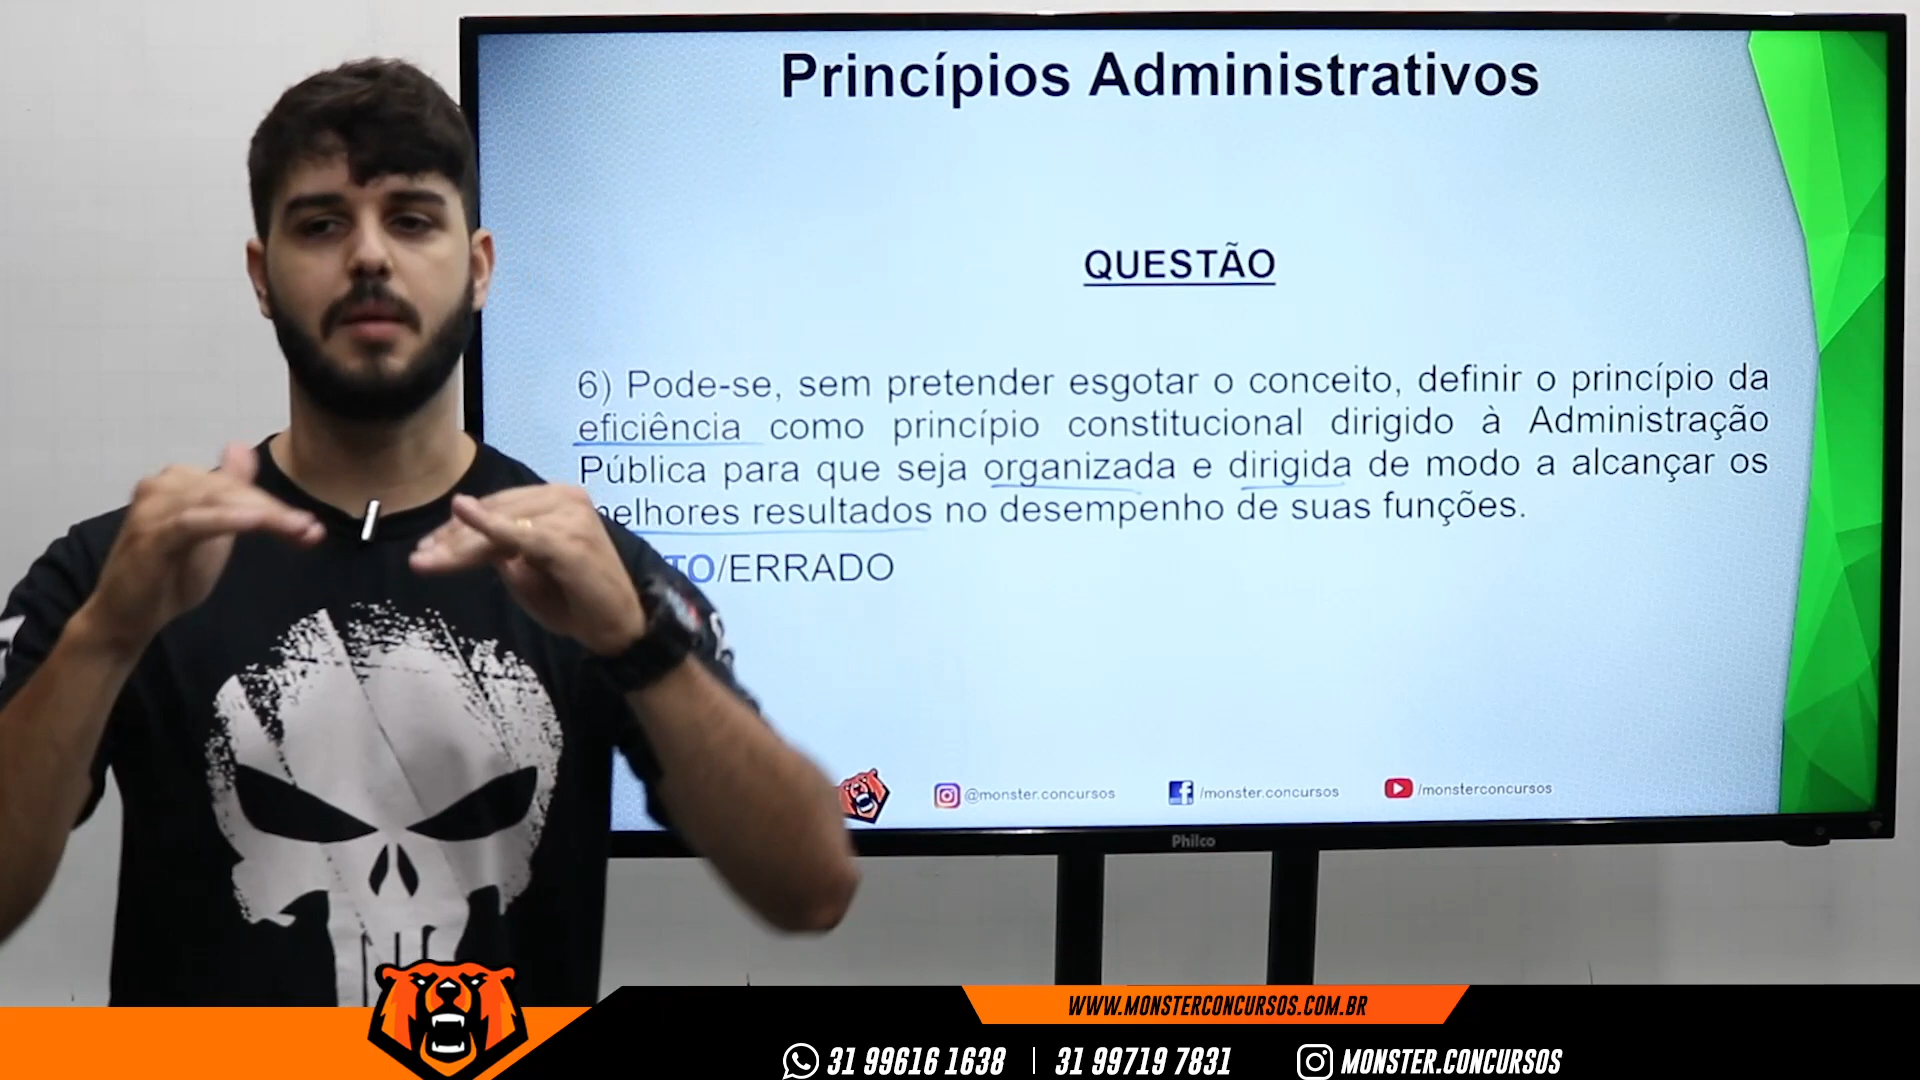 Princípios Administrativos
QUESTÃO
6) Pode-se, sem pretender esgotar o conceito, definir o princípio da
eficiência como princípio constitucional dirigido à Administração
Pública para que seja organizada e dirigida de modo a alcançar os
melhores resultados no desempenho de suas funções.
TO/ERRADO
@monster.concursos
/monster.concursos
/monsterconcursos
Philco
WWW.MONSTERCONCURSOS.COM.BR
31 99616 1638 | 31 99719 7831
MONSTER.CONCURSOS